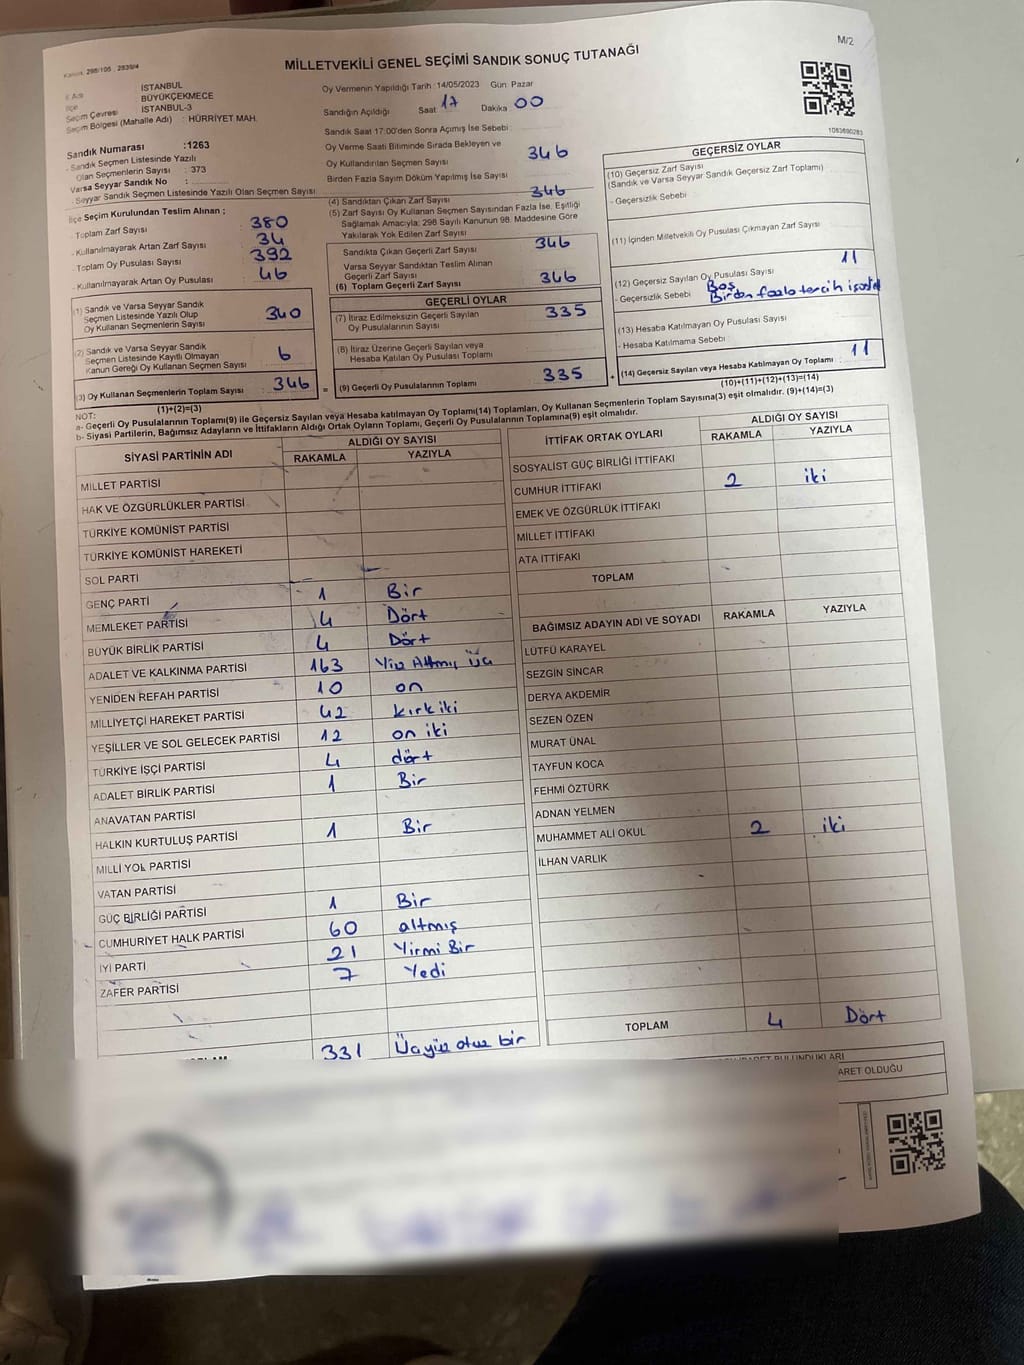 M/2
Kanun: 298/105 , 2839/4
MİLLETVEKİLİ GENEL SEÇİMİ SANDIK SONUÇ TUTANAĞI
1083690283
İl Adı : İSTANBUL
İlçe : BÜYÜKÇEKMECE
Seçim Çevresi : İSTANBUL-3
Seçim Bölgesi (Mahalle Adı) : HÜRRİYET MAH.
Sandık Numarası :1263
- Sandık Seçmen Listesinde Yazılı
Olan Seçmenlerin Sayısı : 373
Varsa Seyyar Sandık No :
- Seyyar Sandık Seçmen Listesinde Yazılı Olan Seçmen Sayısı:
İlçe Seçim Kurulundan Teslim Alınan ;
- Toplam Zarf Sayısı : 380
- Kullanılmayarak Artan Zarf Sayısı : 34
- Toplam Oy Pusulası Sayısı : 392
- Kullanılmayarak Artan Oy Pusulası : 46
(1) Sandık ve Varsa Seyyar Sandık
Seçmen Listesinde Yazılı Olup
Oy Kullanan Seçmenlerin Sayısı : 340
(2) Sandık ve Varsa Seyyar Sandık
Seçmen Listesinde Kayıtlı Olmayan
Kanun Gereği Oy Kullanan Seçmen Sayısı : 6
(3) Oy Kullanan Seçmenlerin Toplam Sayısı : 346
(1)+(2)=(3)
Oy Vermenin Yapıldığı Tarih :14/05/2023 Gün: Pazar
Sandığın Açıldığı Saat 17 Dakika 00
Sandık Saat 17:00'den Sonra Açımış İse Sebebi :
Oy Verme Saati Bitiminde Sırada Bekleyen ve
Oy Kullandırılan Seçmen Sayısı : 346
Birden Fazla Sayım Döküm Yapılmış İse Sayısı :
(4) Sandıktan Çıkan Zarf Sayısı : 346
(5) Zarf Sayısı Oy Kullanan Seçmen Sayısından Fazla İse, Eşitliği
Sağlamak Amacıyla; 298 Sayılı Kanunun 98. Maddesine Göre
Yakılarak Yok Edilen Zarf Sayısı
Sandıkta Çıkan Geçerli Zarf Sayısı : 346
Varsa Seyyar Sandıktan Teslim Alınan
Geçerli Zarf Sayısı
(6) Toplam Geçerli Zarf Sayısı : 346
GEÇERLİ OYLAR
(7) İtiraz Edilmeksizin Geçerli Sayılan
Oy Pusulalarının Sayısı : 335
(8) İtiraz Üzerine Geçerli Sayılan veya
Hesaba Katılan Oy Pusulası Toplamı
= (9) Geçerli Oy Pusulalarının Toplamı : 335
GEÇERSİZ OYLAR
(10) Geçersiz Zarf Sayısı
(Sandık ve Varsa Seyyar Sandık Geçersiz Zarf Toplamı)
- Geçersizlik Sebebi
(11) İçinden Milletvekili Oy Pusulası Çıkmayan Zarf Sayısı
(12) Geçersiz Sayılan Oy Pusulası Sayısı : 11
- Geçersizlik Sebebi Boş
Birden fazla tercih
(13) Hesaba Katılmayan Oy Pusulası Sayısı :
- Hesaba Katılmama Sebebi :
+ (14) Geçersiz Sayılan veya Hesaba Katılmayan Oy Toplamı : 11
(10)+(11)+(12)+(13)=(14)
NOT:
a- Geçerli Oy Pusulalarının Toplamı(9) ile Geçersiz Sayılan veya Hesaba katılmayan Oy Toplamı(14) Toplamları, Oy Kullanan Seçmenlerin Toplam Sayısına(3) eşit olmalıdır. (9)+(14)=(3)
b- Siyasi Partilerin, Bağımsız Adayların ve İttifakların Aldığı Ortak Oyların Toplamı, Geçerli Oy Pusulalarının Toplamına(9) eşit olmalıdır.
SİYASİ PARTİNİN ADI
ALDIĞI OY SAYISI
RAKAMLA YAZIYLA
MİLLET PARTİSİ
HAK VE ÖZGÜRLÜKLER PARTİSİ
TÜRKİYE KOMÜNİST PARTİSİ
TÜRKİYE KOMÜNİST HAREKETİ
SOL PARTİ
GENÇ PARTİ 1 Bir
MEMLEKET PARTİSİ 4 Dört
BÜYÜK BİRLİK PARTİSİ 4 Dört
ADALET VE KALKINMA PARTİSİ 163 Yüz Altmış üç
YENİDEN REFAH PARTİSİ 10 on
MİLLİYETÇİ HAREKET PARTİSİ 42 kırk iki
YEŞİLLER VE SOL GELECEK PARTİSİ 12 on iki
TÜRKİYE İŞÇİ PARTİSİ 4 dört
ADALET BİRLİK PARTİSİ 1 Bir
ANAVATAN PARTİSİ
HALKIN KURTULUŞ PARTİSİ 1 Bir
MİLLİ YOL PARTİSİ
VATAN PARTİSİ
GÜÇ BİRLİĞİ PARTİSİ 1 Bir
CUMHURİYET HALK PARTİSİ 60 altmış
İYİ PARTİ 21 Yirmi Bir
ZAFER PARTİSİ 7 Yedi
331 Üçyüz otuz bir
İTTİFAK ORTAK OYLARI
ALDIĞI OY SAYISI
RAKAMLA YAZIYLA
SOSYALİST GÜÇ BİRLİĞİ İTTİFAKI
CUMHUR İTTİFAKI 2 iki
EMEK VE ÖZGÜRLÜK İTTİFAKI
MİLLET İTTİFAKI
ATA İTTİFAKI
TOPLAM
BAĞIMSIZ ADAYIN ADI VE SOYADI RAKAMLA YAZIYLA
LÜTFÜ KARAYEL
SEZGİN SİNCAR
DERYA AKDEMİR
SEZEN ÖZEN
MURAT ÜNAL
TAYFUN KOCA
FEHMİ ÖZTÜRK
ADNAN YELMEN
MUHAMMET ALİ OKUL 2 iki
İLHAN VARLIK
TOPLAM 4 Dört
ARET OLDUĞU